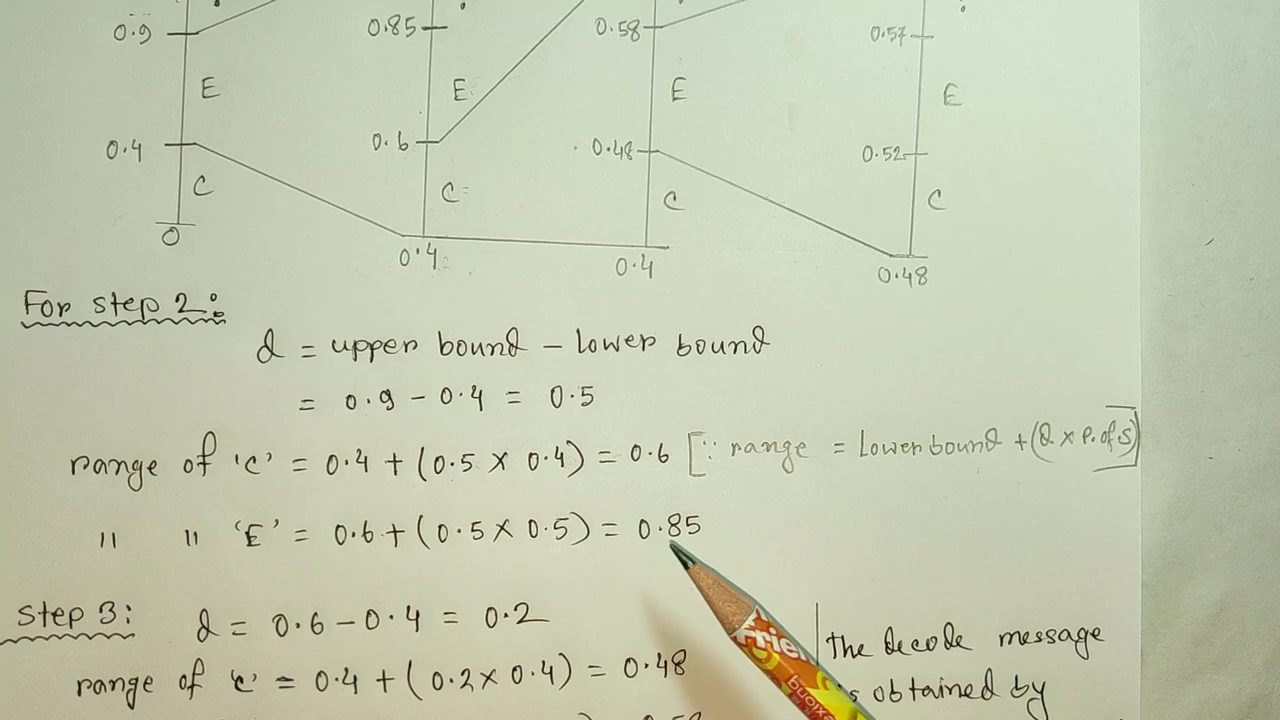 0.9 0.85 0.58 0.57
E E E E
0.4 0.6 0.48 0.52
C C C C
0 0.4 0.4 0.48
For step 2:
d = upper bound - lower bound
= 0.9 - 0.4 = 0.5
range of 'C' = 0.4 + (0.5 X 0.4) = 0.6 [∵ range = Lower bound + (d x P. of S)]
" " 'E' = 0.6 + (0.5 X 0.5) = 0.85
Step 3: d = 0.6 - 0.4 = 0.2
range of 'C' = 0.4 + (0.2 x 0.4) = 0.48
The decode message
is obtained by